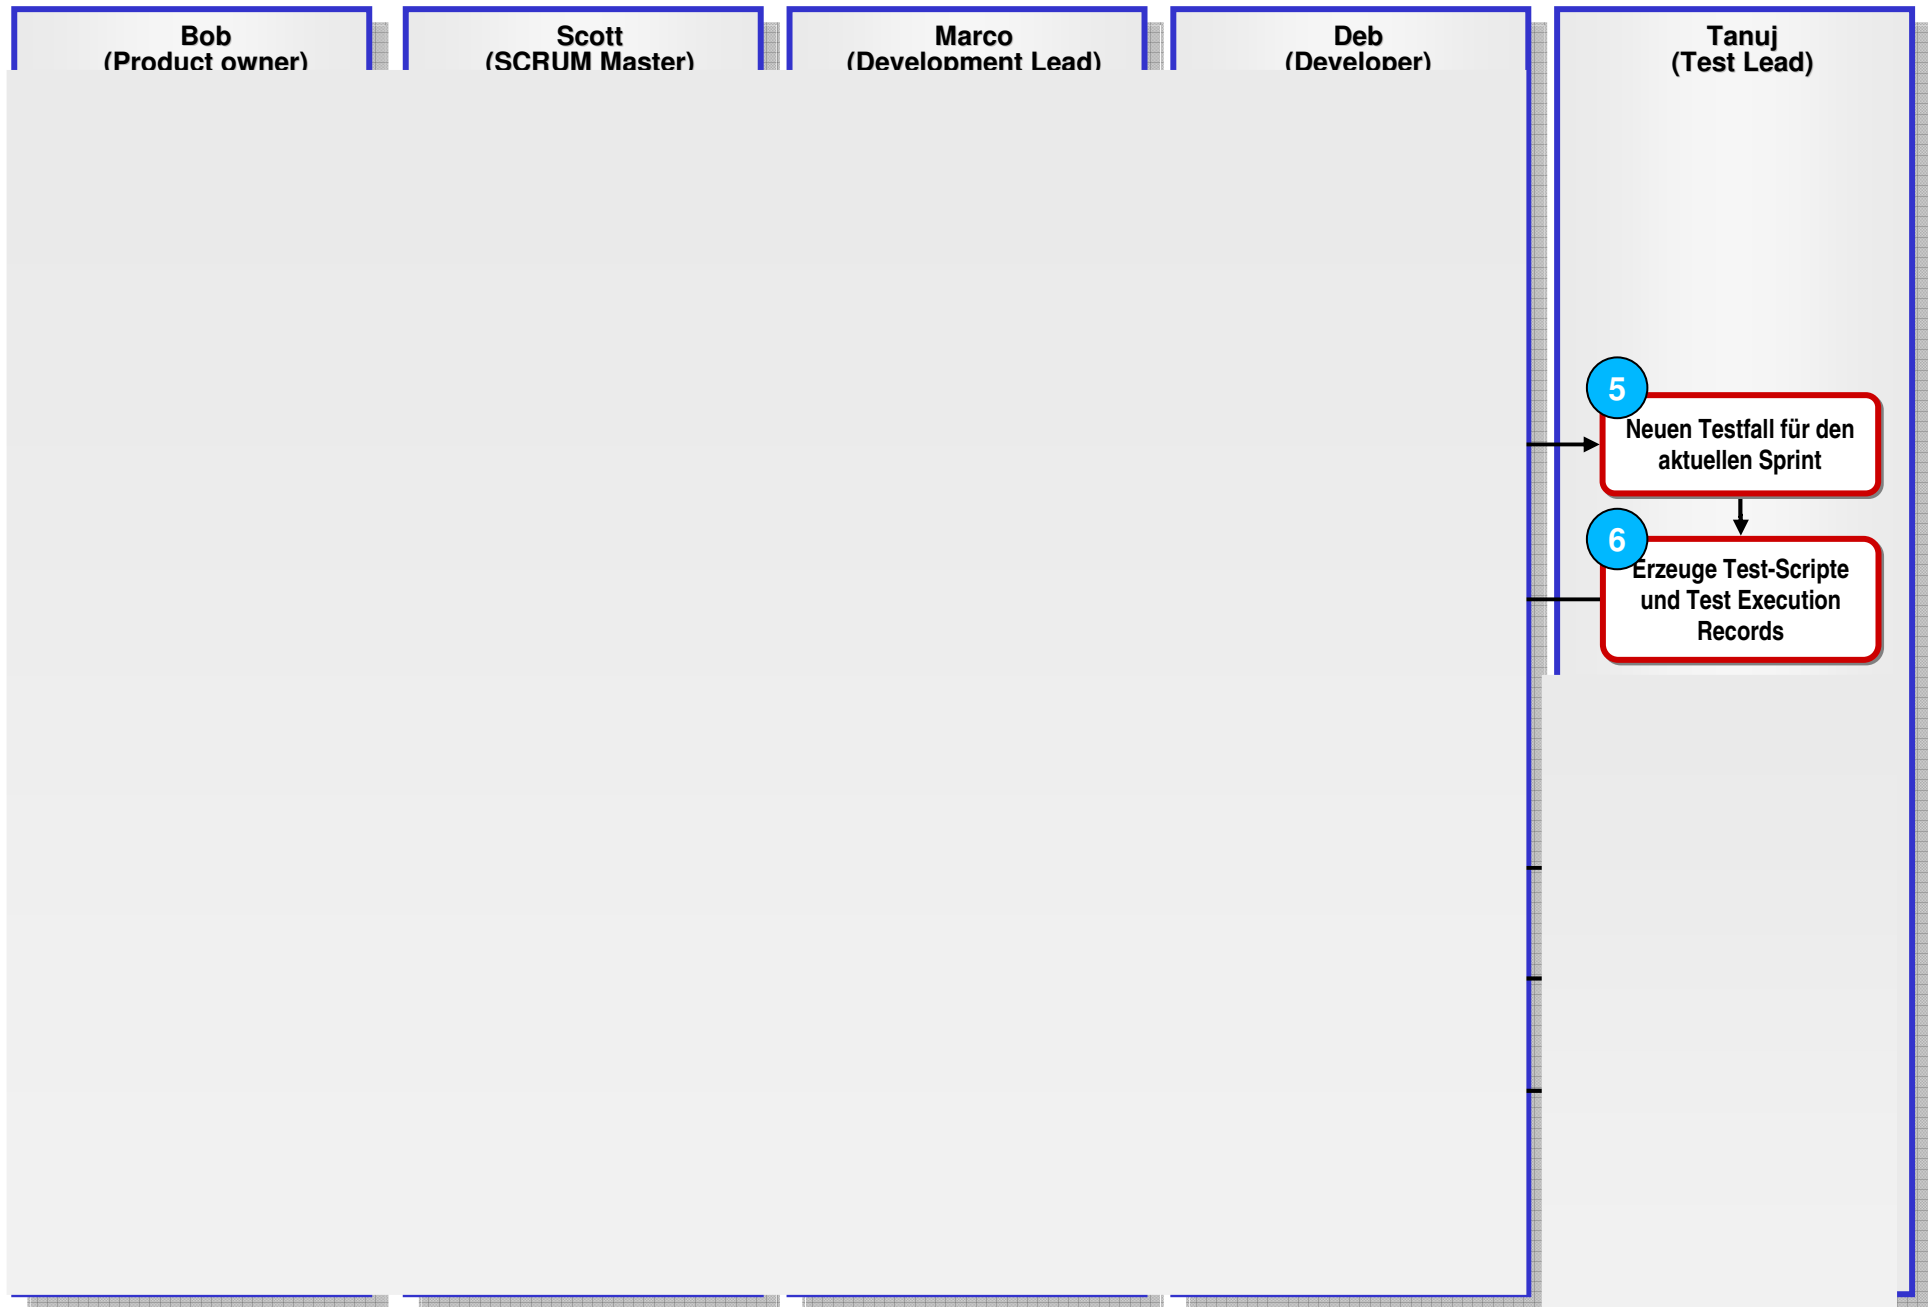 Bob
(Product owner)
Scott
(SCRUM Master)
Marco
(Development Lead)
Deb
(Developer)
Tanuj
(Test Lead)
5
Neuen Testfall für den
aktuellen Sprint
6
Erzeuge Test-Scripte
und Test Execution
Records